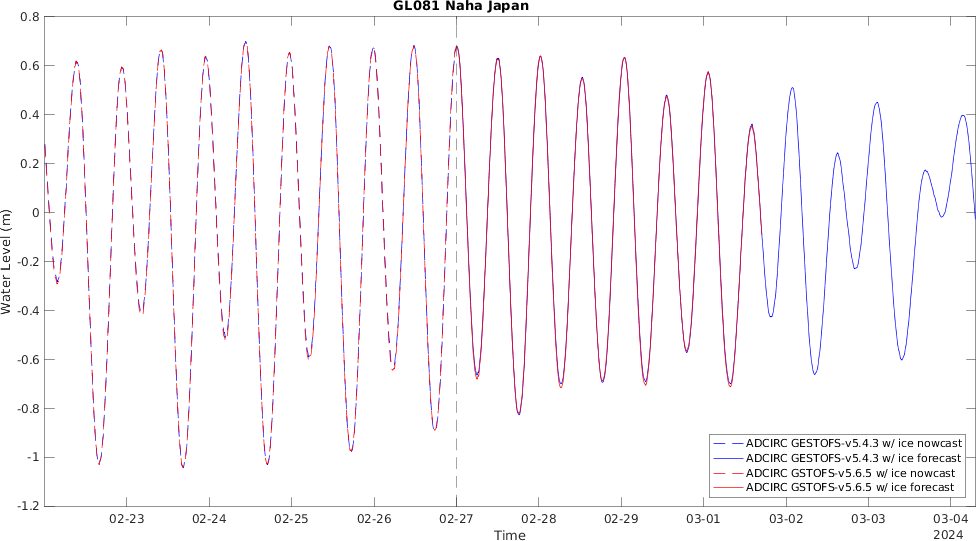 GL081 Naha Japan
0.8
0.6
0.4
0.2
0
-0.2
-0.4
-0.6
-0.8
-1
-1.2
Water Level (m)
02-23 02-24 02-25 02-26 02-27 02-28 02-29 03-01 03-02 03-03 03-04
Time
2024
ADCIRC GESTOFS-v5.4.3 w/ ice nowcast
ADCIRC GESTOFS-v5.4.3 w/ ice forecast
ADCIRC GSTOFS-v5.6.5 w/ ice nowcast
ADCIRC GSTOFS-v5.6.5 w/ ice forecast